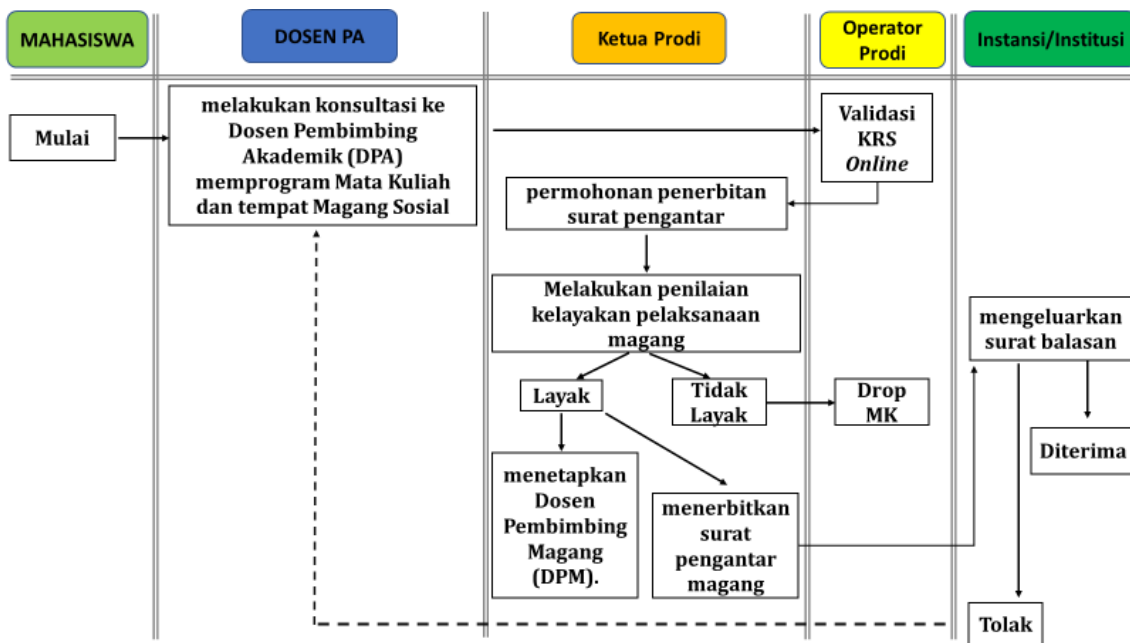 MAHASISWA
DOSEN PA
Ketua Prodi
Operator
Prodi
Instansi/Institusi
Mulai
melakukan konsultasi ke
Dosen Pembimbing
Akademik (DPA)
memprogram Mata Kuliah
dan tempat Magang Sosial
Validasi
KRS
Online
permohonan penerbitan
surat pengantar
Melakukan penilaian
kelayakan pelaksanaan
magang
mengeluarkan
surat balasan
Layak
Tidak
Layak
Drop
MK
Diterima
menetapkan
Dosen
Pembimbing
Magang
(DPM).
menerbitkan
surat
pengantar
magang
Tolak